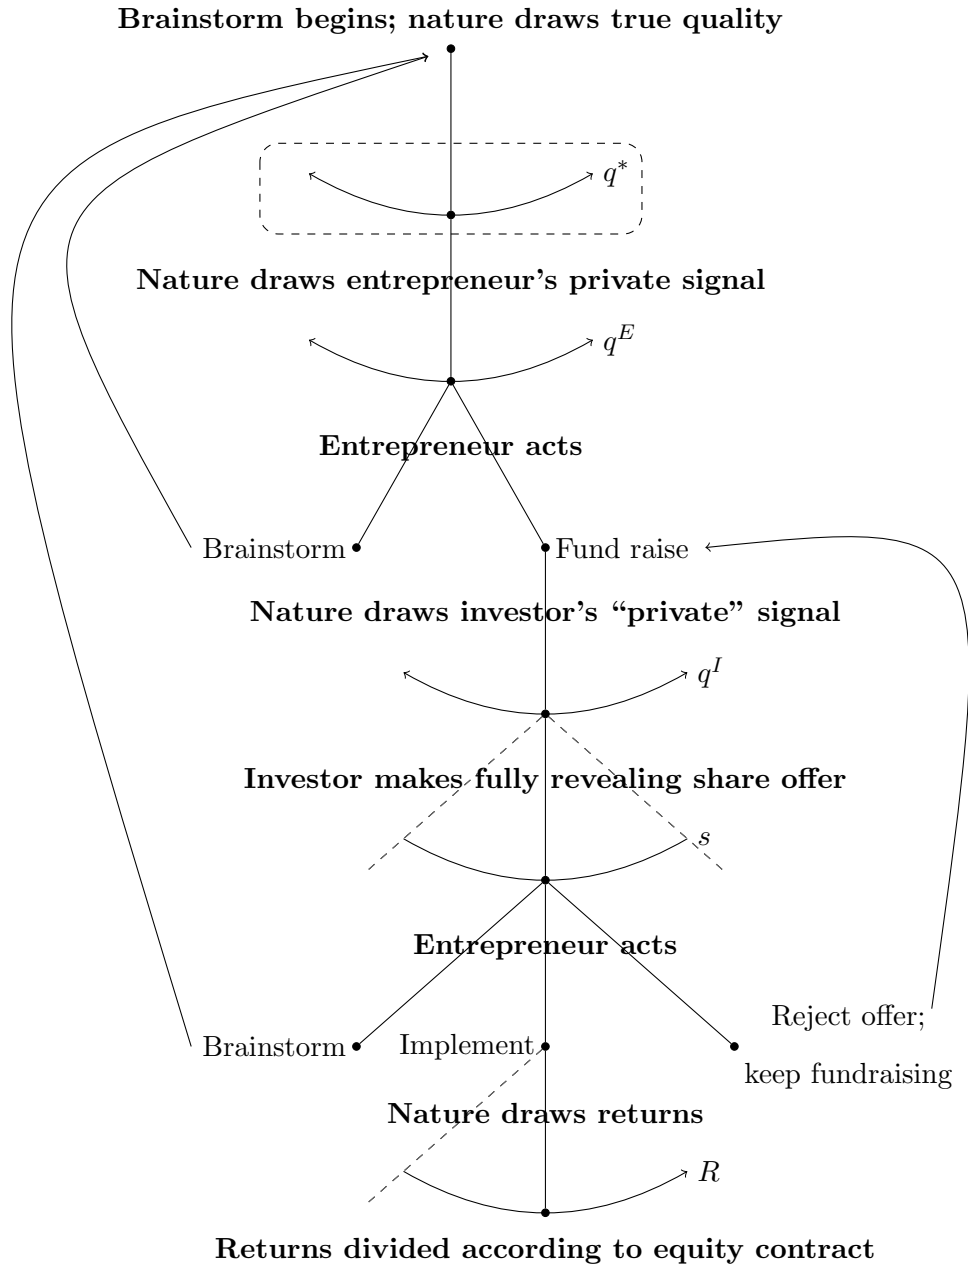 Brainstorm begins; nature draws true quality
q*
Nature draws entrepreneur's private signal
q^E
Entrepreneur acts
Brainstorm
Fund raise
Nature draws investor's “private” signal
q^I
Investor makes fully revealing share offer
s
Entrepreneur acts
Reject offer;
Brainstorm
Implement
keep fundraising
Nature draws returns
R
Returns divided according to equity contract